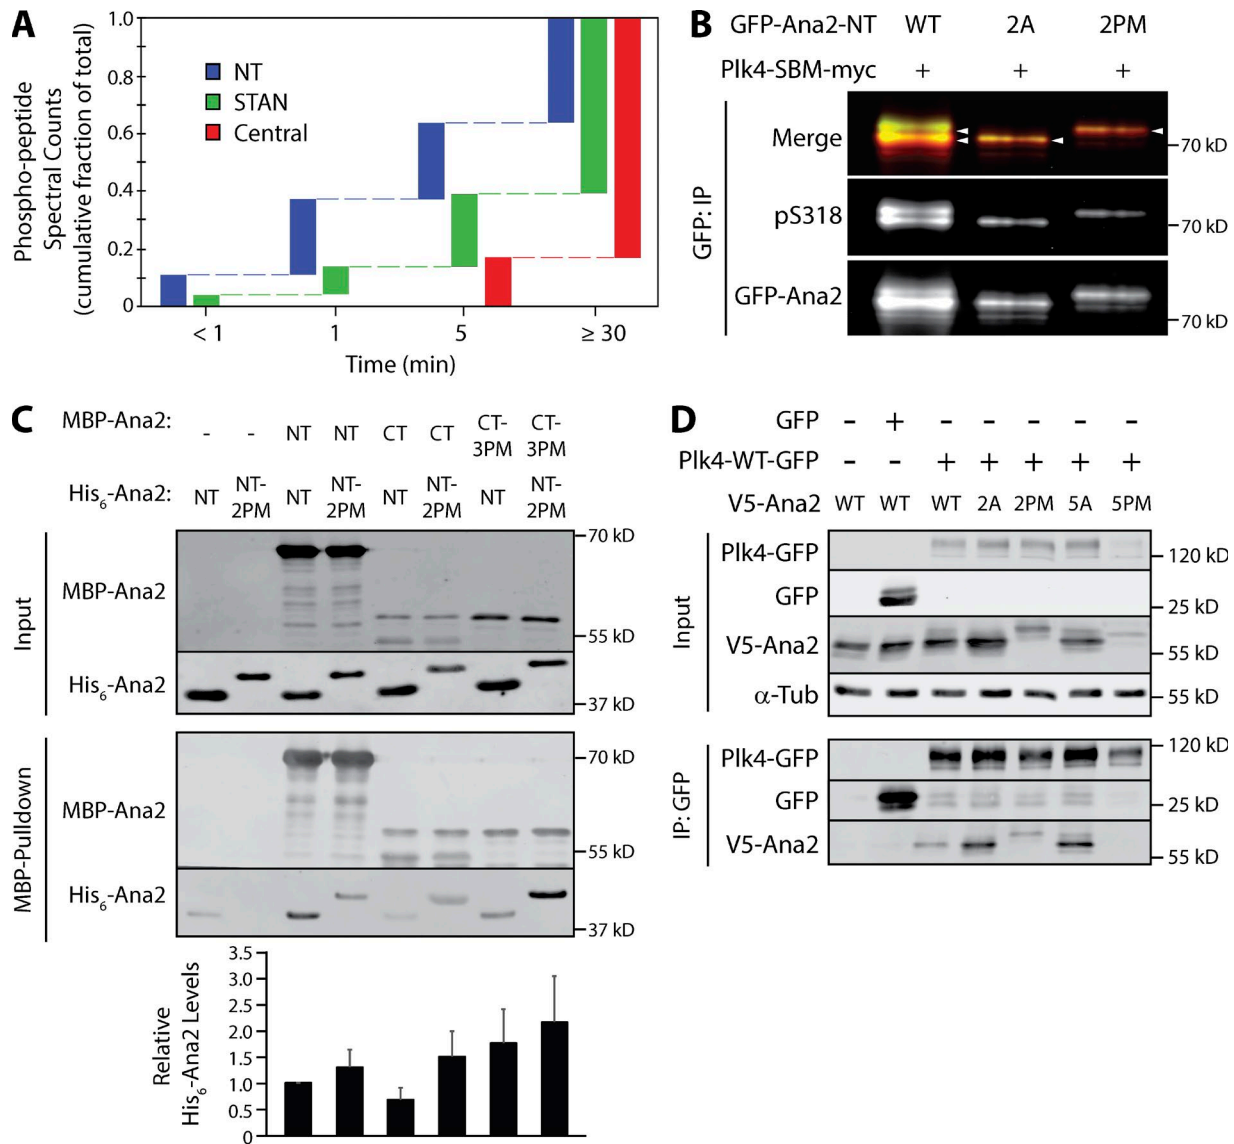 A
Phospho-peptide
Spectral Counts
(cumulative fraction of total)
1.0
0.8
0.6
0.4
0.2
0
NT
STAN
Central
< 1
1
5
≥ 30
Time (min)
B
GFP-Ana2-NT WT 2A 2PM
Plk4-SBM-myc + + +
GFP: IP
Merge
70 kD
pS318
70 kD
GFP-Ana2
70 kD
C
MBP-Ana2: - - NT NT CT CT CT-3PM CT-3PM
His6-Ana2: NT NT-2PM NT NT-2PM CT NT-2PM NT NT-2PM
Input
70 kD
MBP-Ana2
55 kD
His6-Ana2
37 kD
MBP-Pulldown
70 kD
MBP-Ana2
55 kD
His6-Ana2
37 kD
Relative
His6-Ana2 Levels
3.5
3.0
2.5
2.0
1.5
1.0
0.5
0
D
GFP - + - - - - -
Plk4-WT-GFP - - + + + + +
V5-Ana2 WT WT WT 2A 2PM 5A 5PM
Input
Plk4-GFP
120 kD
GFP
25 kD
V5-Ana2
55 kD
α-Tub
55 kD
IP: GFP
Plk4-GFP
120 kD
GFP
25 kD
V5-Ana2
55 kD